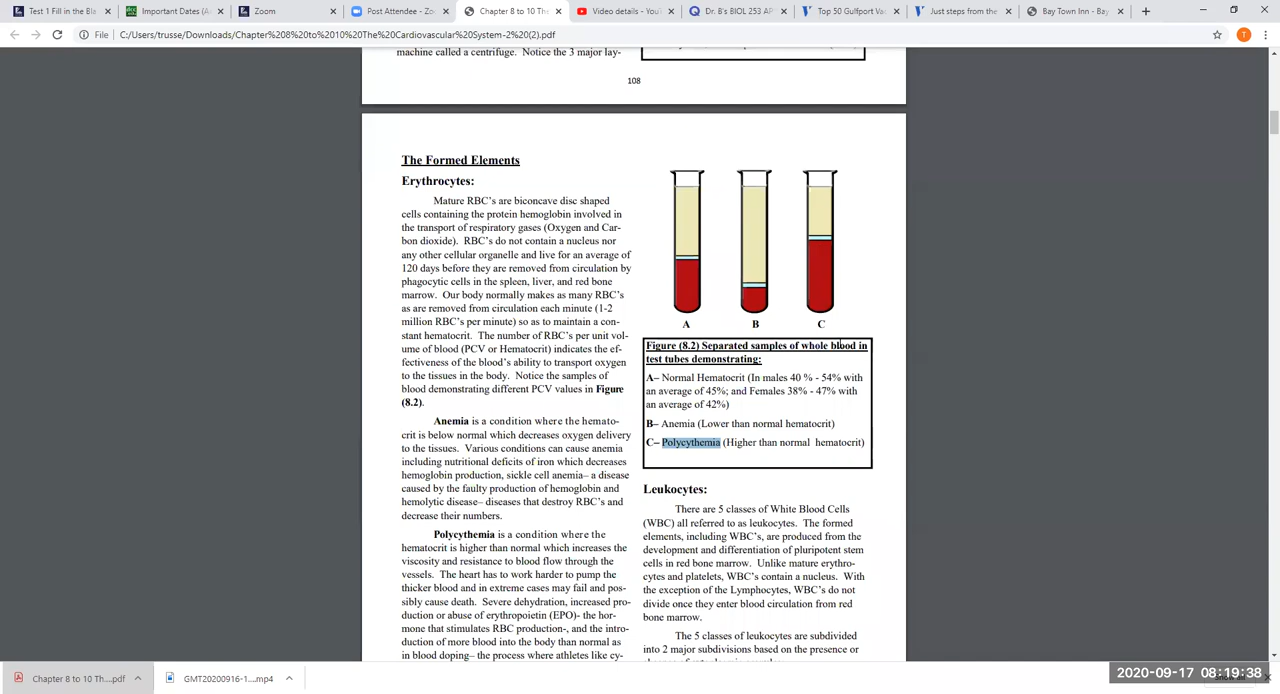 Test 1 Fill in the Bla
Important Dates (A
Zoom
Post Attendee - Zo
Chapter 8 to 10 The
Video details - You
Dr. B's BIOL 253 AP
Top 50 Gulfport Va
Just steps from the
Bay Town Inn - Bay
File | C:/Users/trusse/Downloads/Chapter%208%20to%2010%20The%20Cardiovascular%20System-2%20(2).pdf
T
machine called a centrifuge. Notice the 3 major lay-
108
The Formed Elements
Erythrocytes:
Mature RBC's are biconcave disc shaped
cells containing the protein hemoglobin involved in
the transport of respiratory gases (Oxygen and Car-
bon dioxide). RBC's do not contain a nucleus nor
any other cellular organelle and live for an average of
120 days before they are removed from circulation by
phagocytic cells in the spleen, liver, and red bone
marrow. Our body normally makes as many RBC's
as are removed from circulation each minute (1-2
million RBC's per minute) so as to maintain a con-
stant hematocrit. The number of RBC's per unit vol-
ume of blood (PCV or Hematocrit) indicates the ef-
fectiveness of the blood's ability to transport oxygen
to the tissues in the body. Notice the samples of
blood demonstrating different PCV values in Figure
(8.2).
Anemia is a condition where the hemato-
crit is below normal which decreases oxygen delivery
to the tissues. Various conditions can cause anemia
including nutritional deficits of iron which decreases
hemoglobin production, sickle cell anemia– a disease
caused by the faulty production of hemoglobin and
hemolytic disease– diseases that destroy RBC's and
decrease their numbers.
Polycythemia is a condition where the
hematocrit is higher than normal which increases the
viscosity and resistance to blood flow through the
vessels. The heart has to work harder to pump the
thicker blood and in extreme cases may fail and pos-
sibly cause death. Severe dehydration, increased pro-
duction or abuse of erythropoietin (EPO)- the hor-
mone that stimulates RBC production-, and the intro-
duction of more blood into the body than normal as
in blood doping– the process where athletes like cy-
A
B
C
Figure (8.2) Separated samples of whole blood in
test tubes demonstrating:
A– Normal Hematocrit (In males 40 % - 54% with
an average of 45%; and Females 38% - 47% with
an average of 42%)
B– Anemia (Lower than normal hematocrit)
C– Polycythemia (Higher than normal hematocrit)
Leukocytes:
There are 5 classes of White Blood Cells
(WBC) all referred to as leukocytes. The formed
elements, including WBC's, are produced from the
development and differentiation of pluripotent stem
cells in red bone marrow. Unlike mature erythro-
cytes and platelets, WBC's contain a nucleus. With
the exception of the Lymphocytes, WBC's do not
divide once they enter blood circulation from red
bone marrow.
The 5 classes of leukocytes are subdivided
into 2 major subdivisions based on the presence or
Chapter 8 to 10 Th....pdf
GMT20200916-1....mp4
2020-09-17 08:19:38